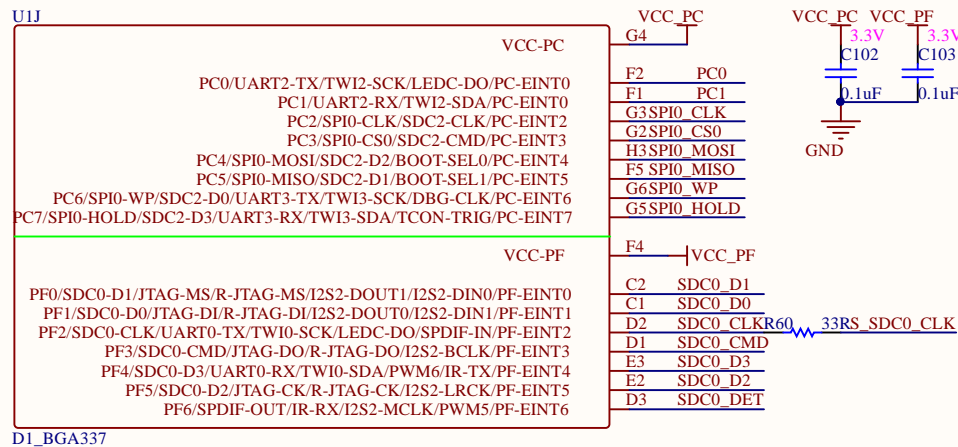 U1J
VCC-PC G4 VCC_PC
PC0/UART2-TX/TWI2-SCK/LEDC-DO/PC-EINT0 F2 PC0
PC1/UART2-RX/TWI2-SDA/PC-EINT0 F1 PC1
PC2/SPI0-CLK/SDC2-CLK/PC-EINT2 G3 SPI0_CLK
PC3/SPI0-CS0/SDC2-CMD/PC-EINT3 G2 SPI0_CS0
PC4/SPI0-MOSI/SDC2-D2/BOOT-SEL0/PC-EINT4 H3 SPI0_MOSI
PC5/SPI0-MISO/SDC2-D1/BOOT-SEL1/PC-EINT5 F5 SPI0_MISO
PC6/SPI0-WP/SDC2-D0/UART3-TX/TWI3-SCK/DBG-CLK/PC-EINT6 G6 SPI0_WP
PC7/SPI0-HOLD/SDC2-D3/UART3-RX/TWI3-SDA/TCON-TRIG/PC-EINT7 G5 SPI0_HOLD
VCC-PF F4 VCC_PF
PF0/SDC0-D1/JTAG-MS/R-JTAG-MS/I2S2-DOUT1/I2S2-DIN0/PF-EINT0 C2 SDC0_D1
PF1/SDC0-D0/JTAG-DI/R-JTAG-DI/I2S2-DOUT0/I2S2-DIN1/PF-EINT1 C1 SDC0_D0
PF2/SDC0-CLK/UART0-TX/TWI0-SCK/LEDC-DO/SPDIF-IN/PF-EINT2 D2 SDC0_CLK R60 33R S_SDC0_CLK
PF3/SDC0-CMD/JTAG-DO/R-JTAG-DO/I2S2-BCLK/PF-EINT3 D1 SDC0_CMD
PF4/SDC0-D3/UART0-RX/TWI0-SDA/PWM6/IR-TX/PF-EINT4 E3 SDC0_D3
PF5/SDC0-D2/JTAG-CK/R-JTAG-CK/I2S2-LRCK/PF-EINT5 E2 SDC0_D2
PF6/SPDIF-OUT/IR-RX/I2S2-MCLK/PWM5/PF-EINT6 D3 SDC0_DET
D1_BGA337
VCC_PC VCC_PF
3.3V 3.3V
C102 C103
0.1uF 0.1uF
GND